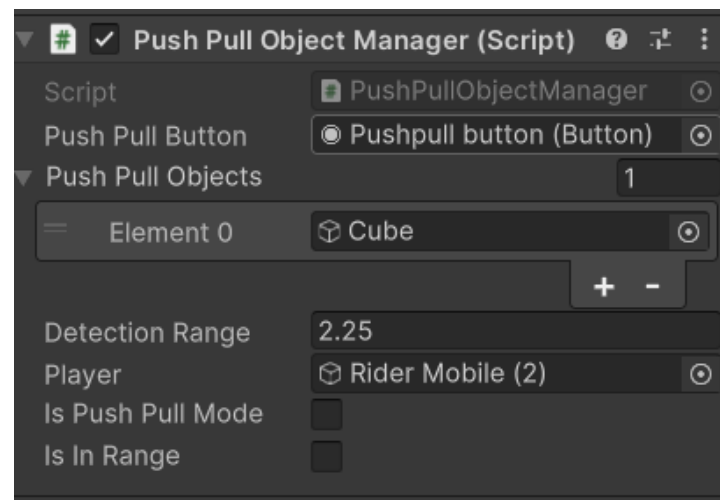 Push Pull Object Manager (Script)
Script PushPullObjectManager
Push Pull Button Pushpull button (Button)
Push Pull Objects 1
Element 0 Cube
+ -
Detection Range 2.25
Player Rider Mobile (2)
Is Push Pull Mode
Is In Range